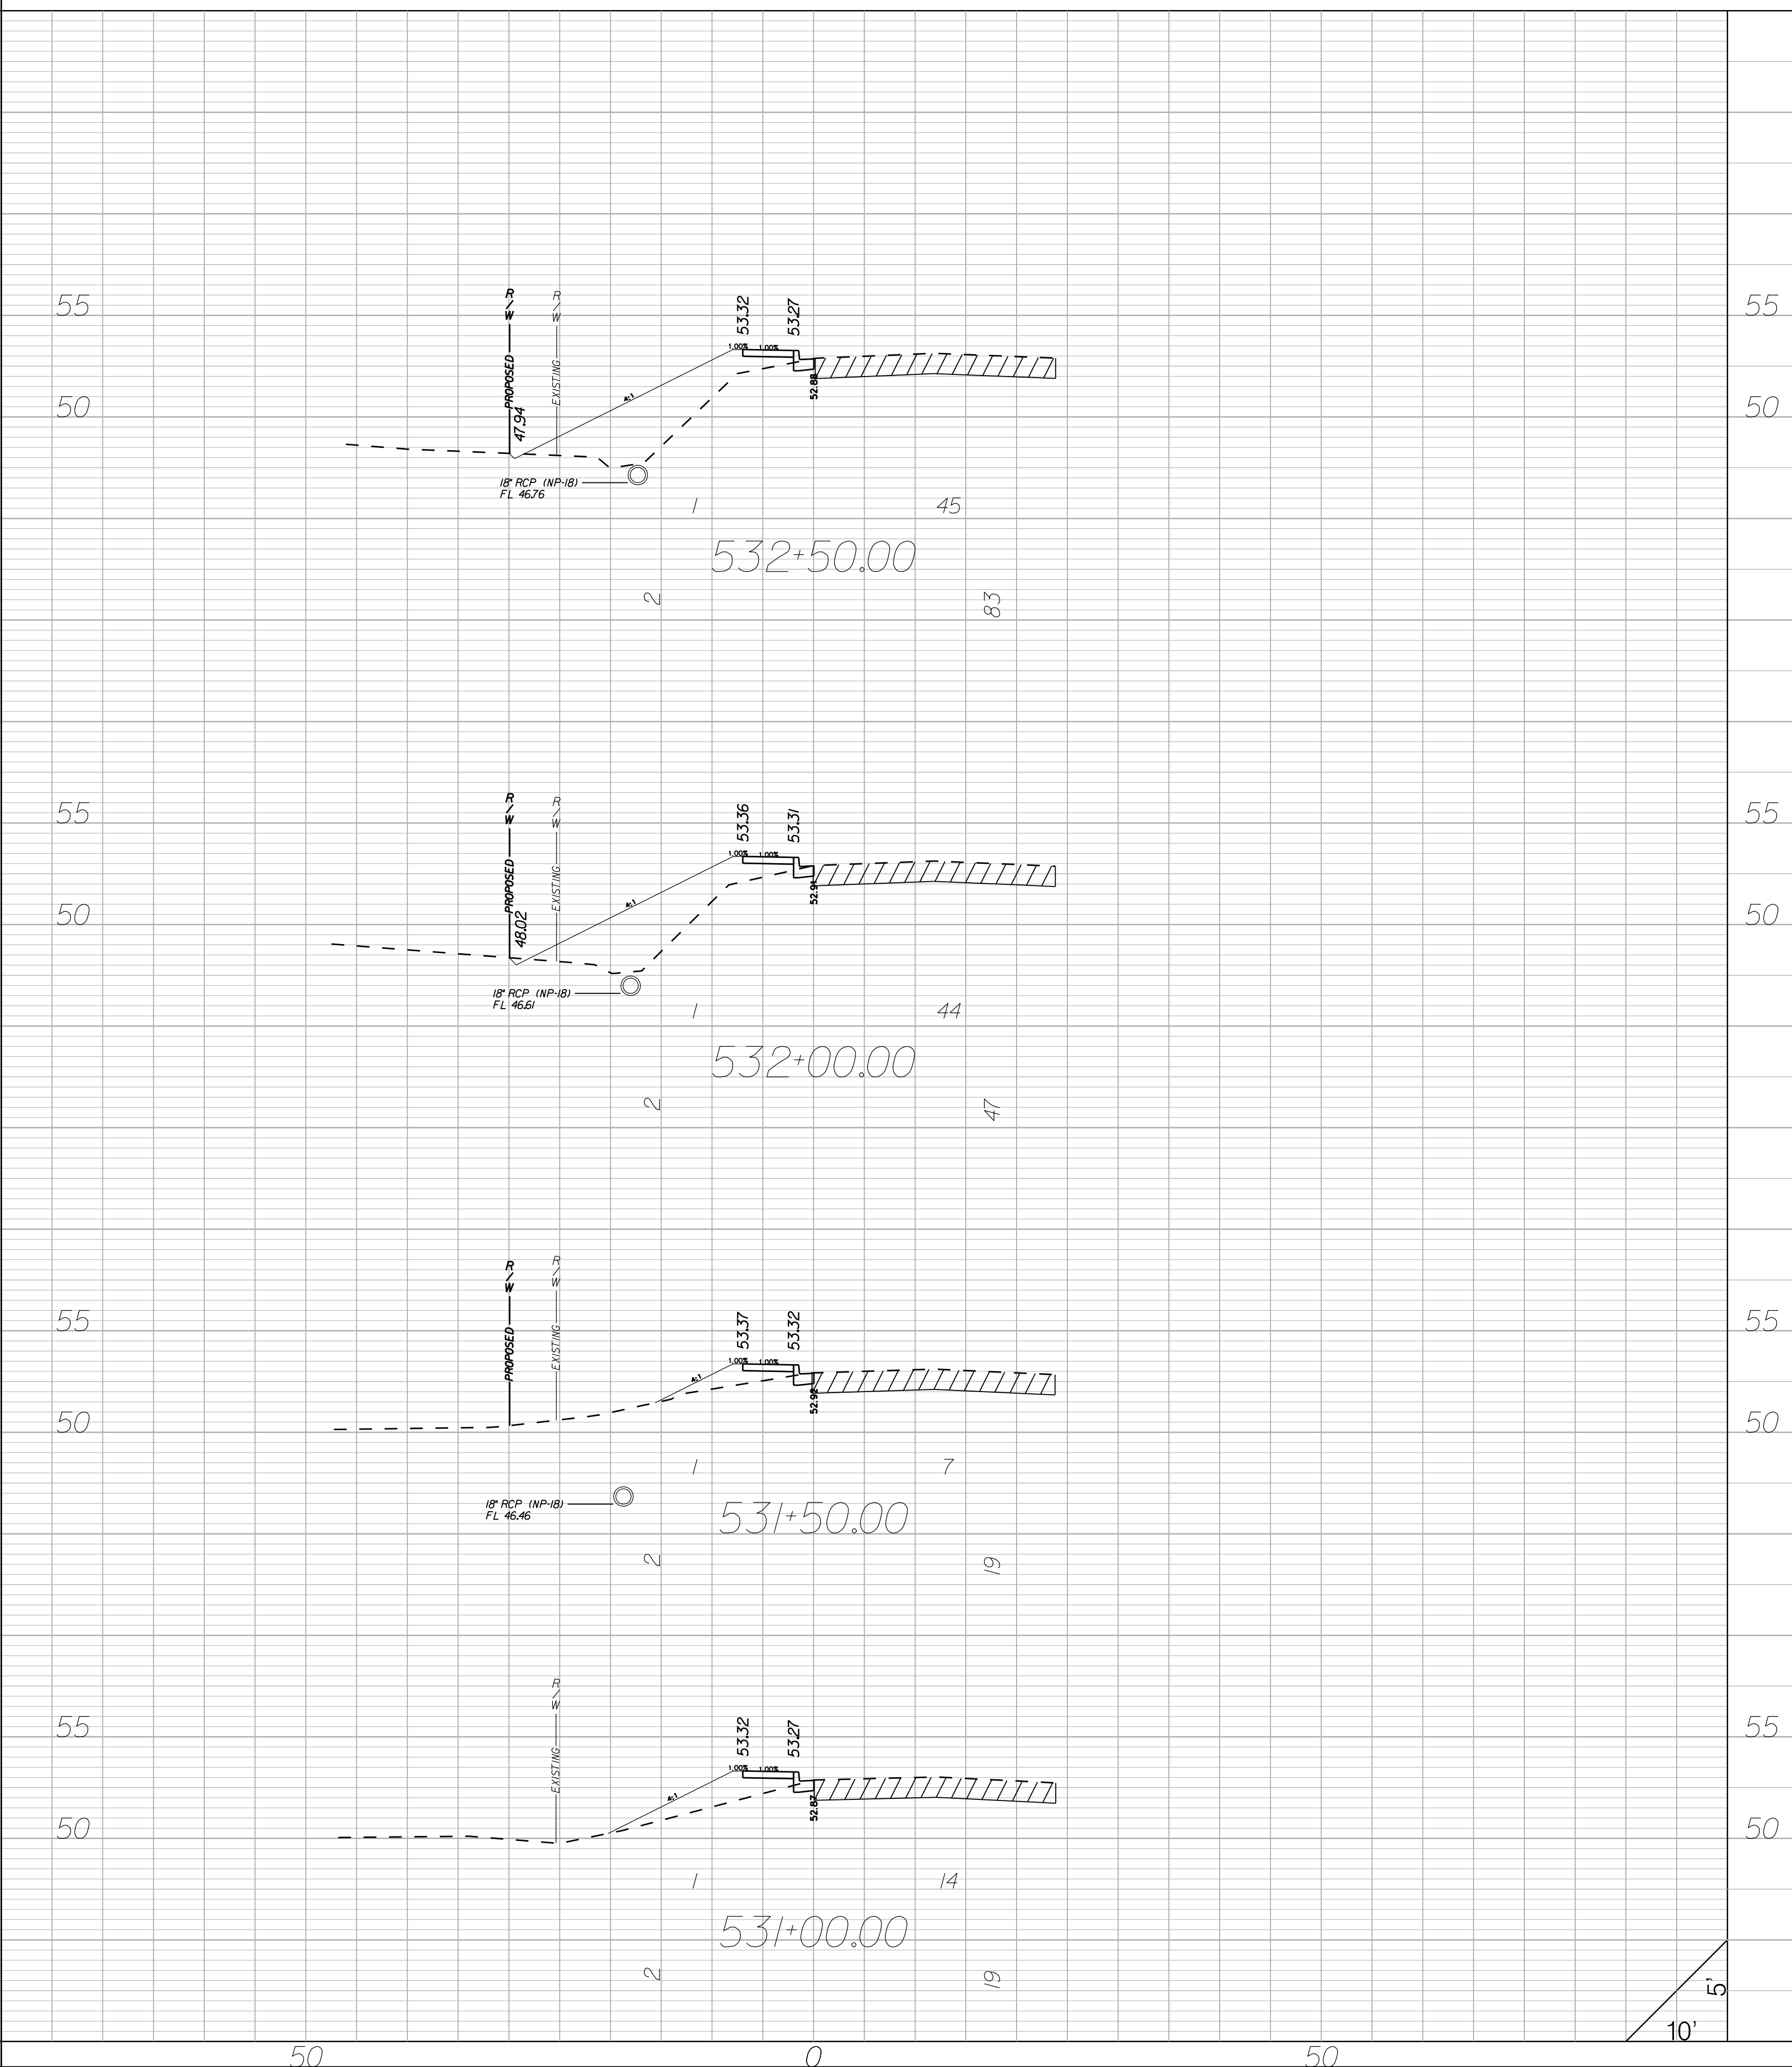 R/W R/W
53.32 53.27
55 55
1.00% 1.00%
PROPOSED EXISTING 4:1
52.88
50 50
47.94
18" RCP (NP-18)
FL 46.76
1 45
532+50.00
2 83
R/W R/W
53.36 53.31
55 55
1.00% 1.00%
PROPOSED EXISTING 4:1
52.91
50 50
48.02
18" RCP (NP-18)
FL 46.61
1 44
532+00.00
2 47
R/W R/W
53.37 53.32
55 55
1.00% 1.00%
PROPOSED EXISTING 4:1
52.92
50 50
1 7
18" RCP (NP-18)
FL 46.46
531+50.00
2 19
R/W
53.32 53.27
55 55
1.00% 1.00%
EXISTING 4:1
52.87
50 50
1 14
531+00.00
2 19
5'
10'
50 0 50